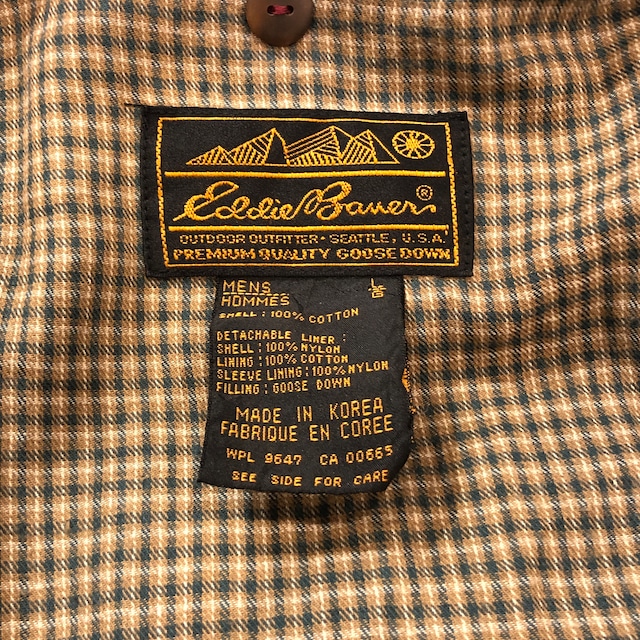 Eddie Bauer®
OUTDOOR OUTFITTER - SEATTLE, U.S.A.
PREMIUM QUALITY GOOSE DOWN
MENS L
HOMMES G
SHELL: 100% COTTON
DETACHABLE LINER:
SHELL: 100% NYLON
LINING: 100% COTTON
SLEEVE LINING: 100% NYLON
FILLING: GOOSE DOWN
MADE IN KOREA
FABRIQUE EN COREE
WPL 9647 CA 00665
SEE SIDE FOR CARE